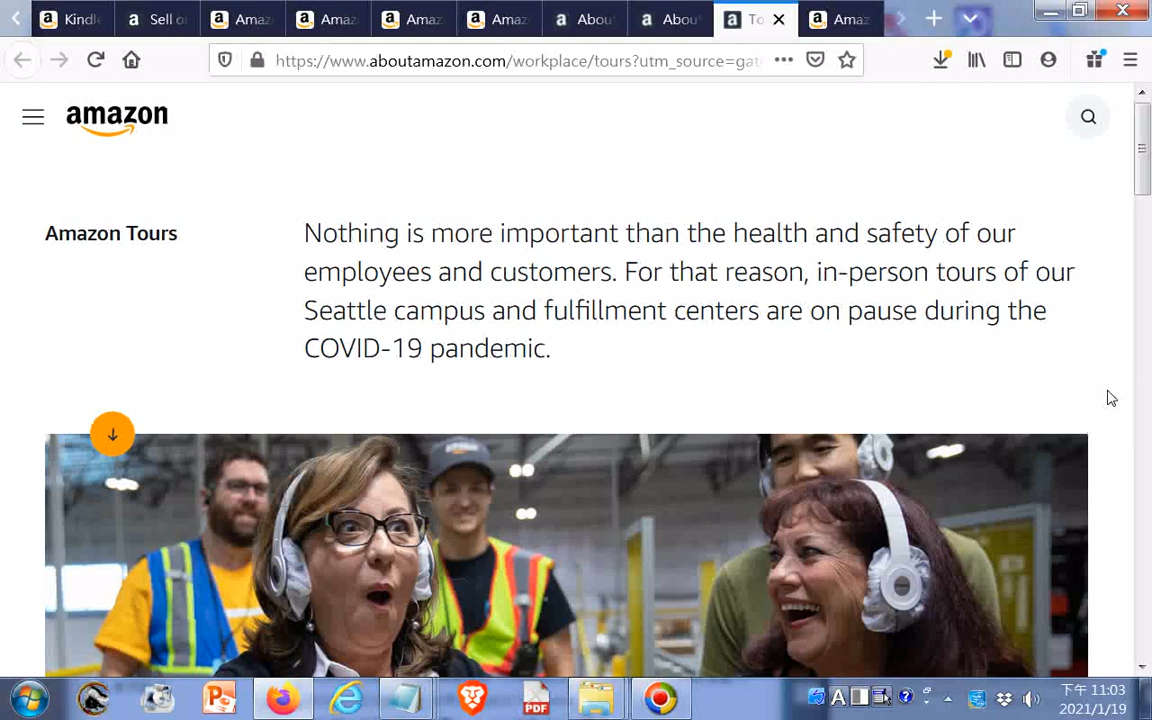 Kindl
Sell o
Amaz
Amaz
Amaz
Amaz
Abou
Abou
To
Amaz
https://www.aboutamazon.com/workplace/tours?utm_source=gat
amazon
Amazon Tours
Nothing is more important than the health and safety of our
employees and customers. For that reason, in-person tours of our
Seattle campus and fulfillment centers are on pause during the
COVID-19 pandemic.
PDF
A
下午 11:03
2021/1/19